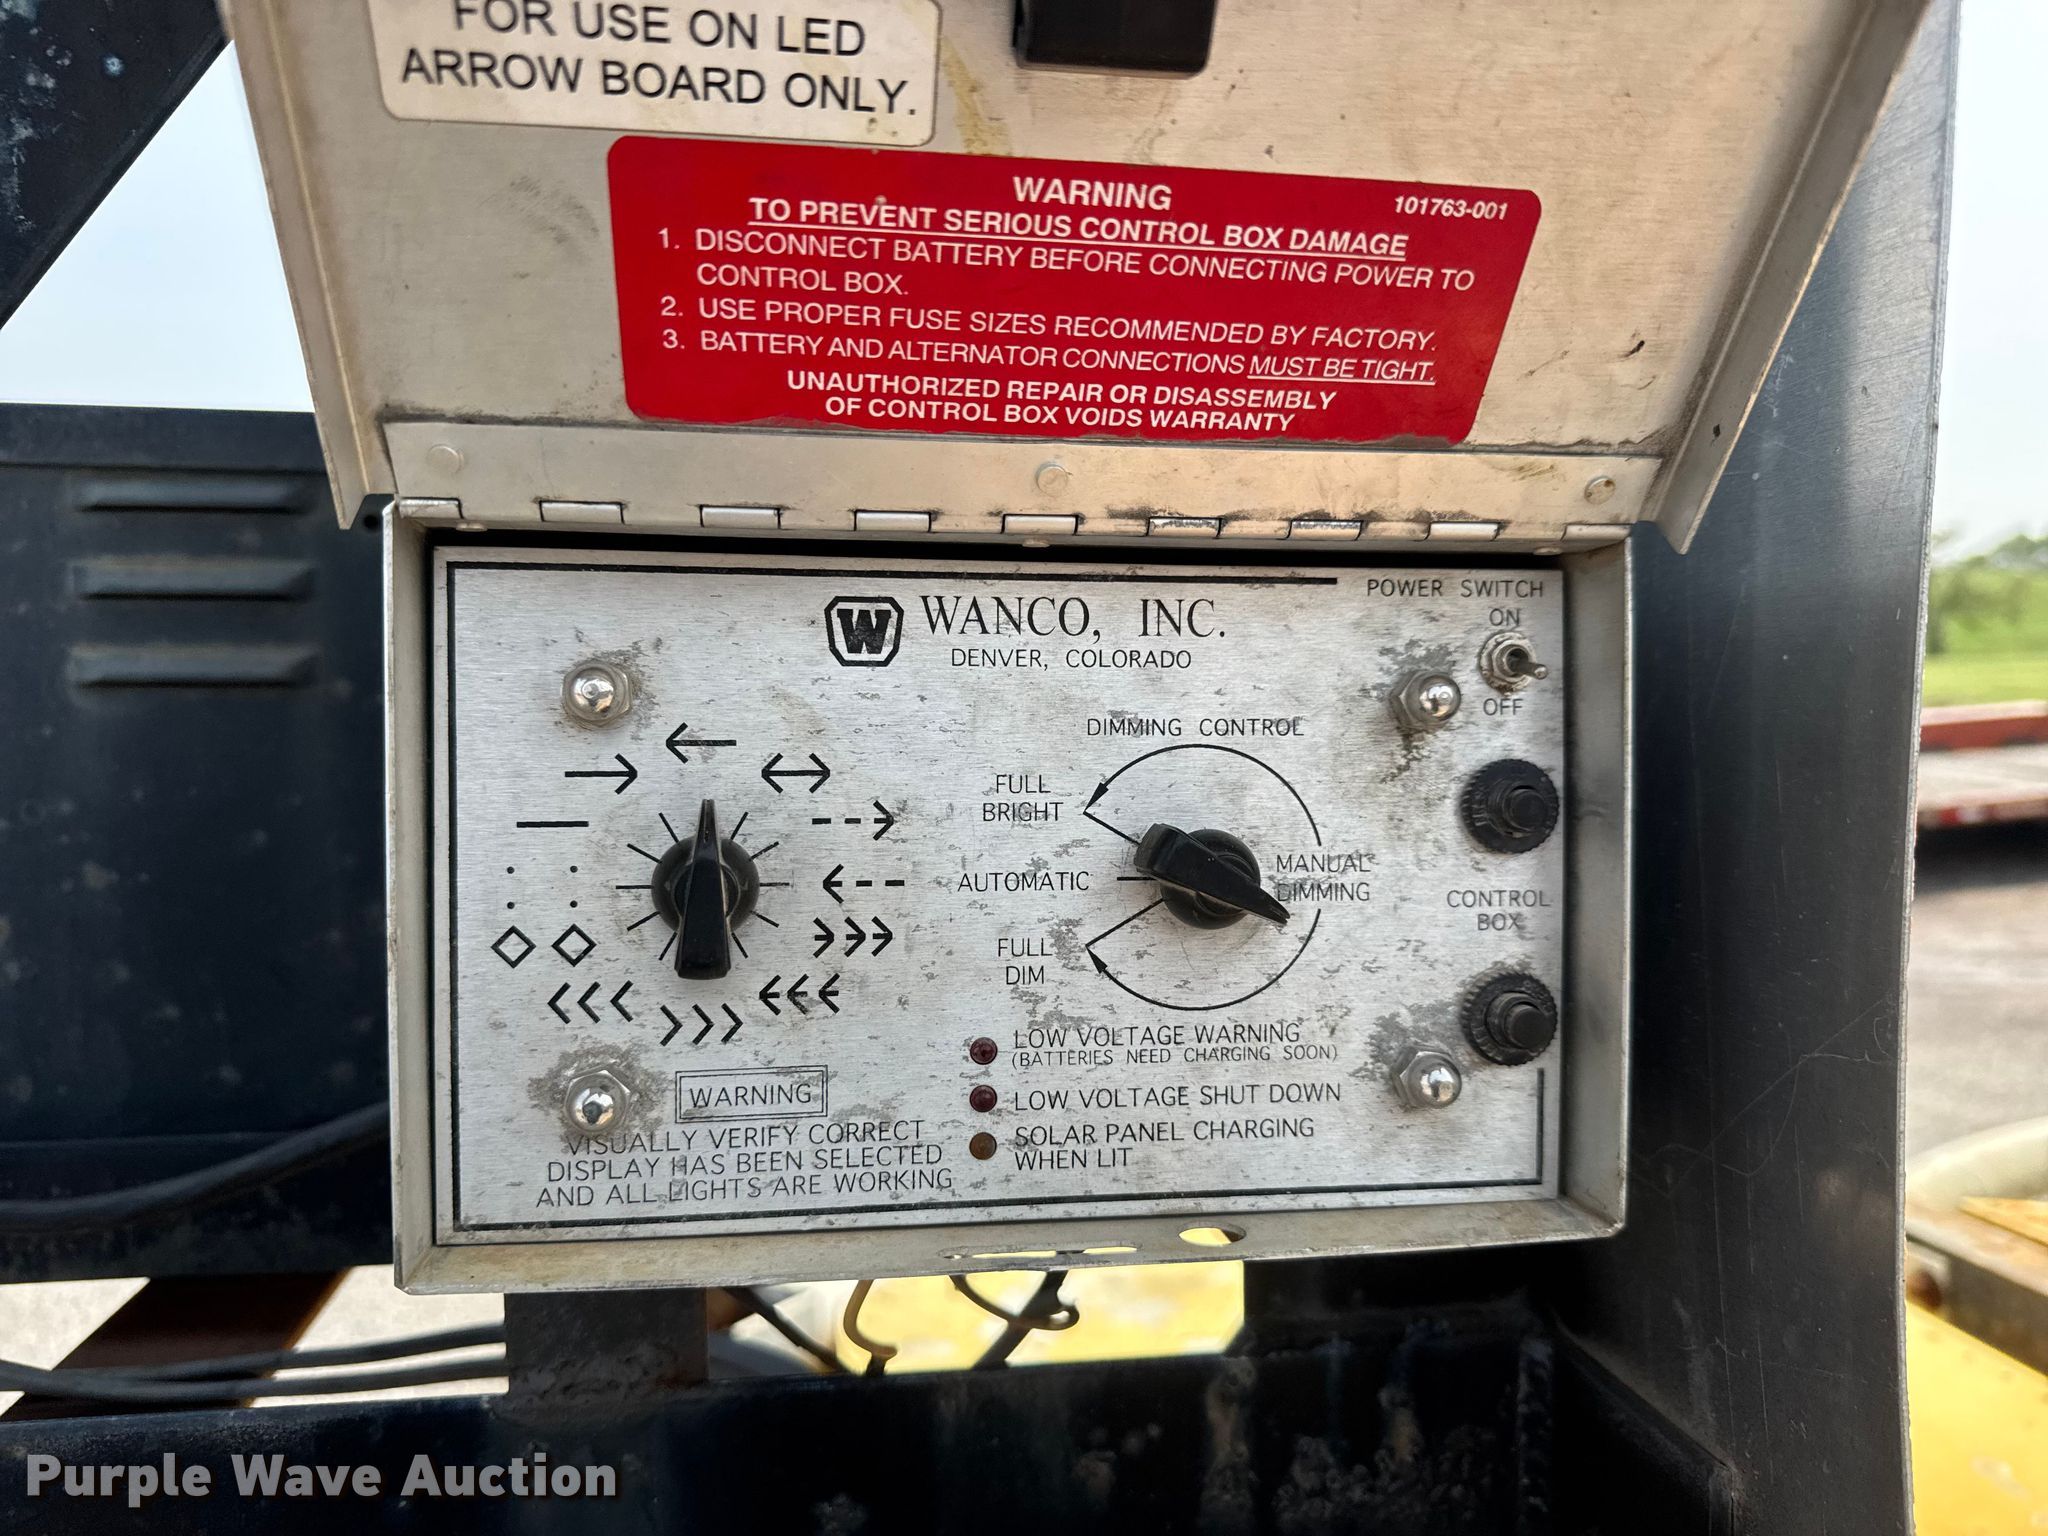 FOR USE ON LED
ARROW BOARD ONLY.
WARNING
101763-001
TO PREVENT SERIOUS CONTROL BOX DAMAGE
1. DISCONNECT BATTERY BEFORE CONNECTING POWER TO
CONTROL BOX.
2. USE PROPER FUSE SIZES RECOMMENDED BY FACTORY.
3. BATTERY AND ALTERNATOR CONNECTIONS MUST BE TIGHT.
UNAUTHORIZED REPAIR OR DISASSEMBLY
OF CONTROL BOX VOIDS WARRANTY
W WANCO, INC.
DENVER, COLORADO
POWER SWITCH
ON
OFF
DIMMING CONTROL
FULL
BRIGHT
AUTOMATIC
MANUAL
DIMMING
FULL
DIM
CONTROL
BOX
LOW VOLTAGE WARNING
(BATTERIES NEED CHARGING SOON)
LOW VOLTAGE SHUT DOWN
SOLAR PANEL CHARGING
WHEN LIT
WARNING
VISUALLY VERIFY CORRECT
DISPLAY HAS BEEN SELECTED
AND ALL LIGHTS ARE WORKING
Purple Wave Auction